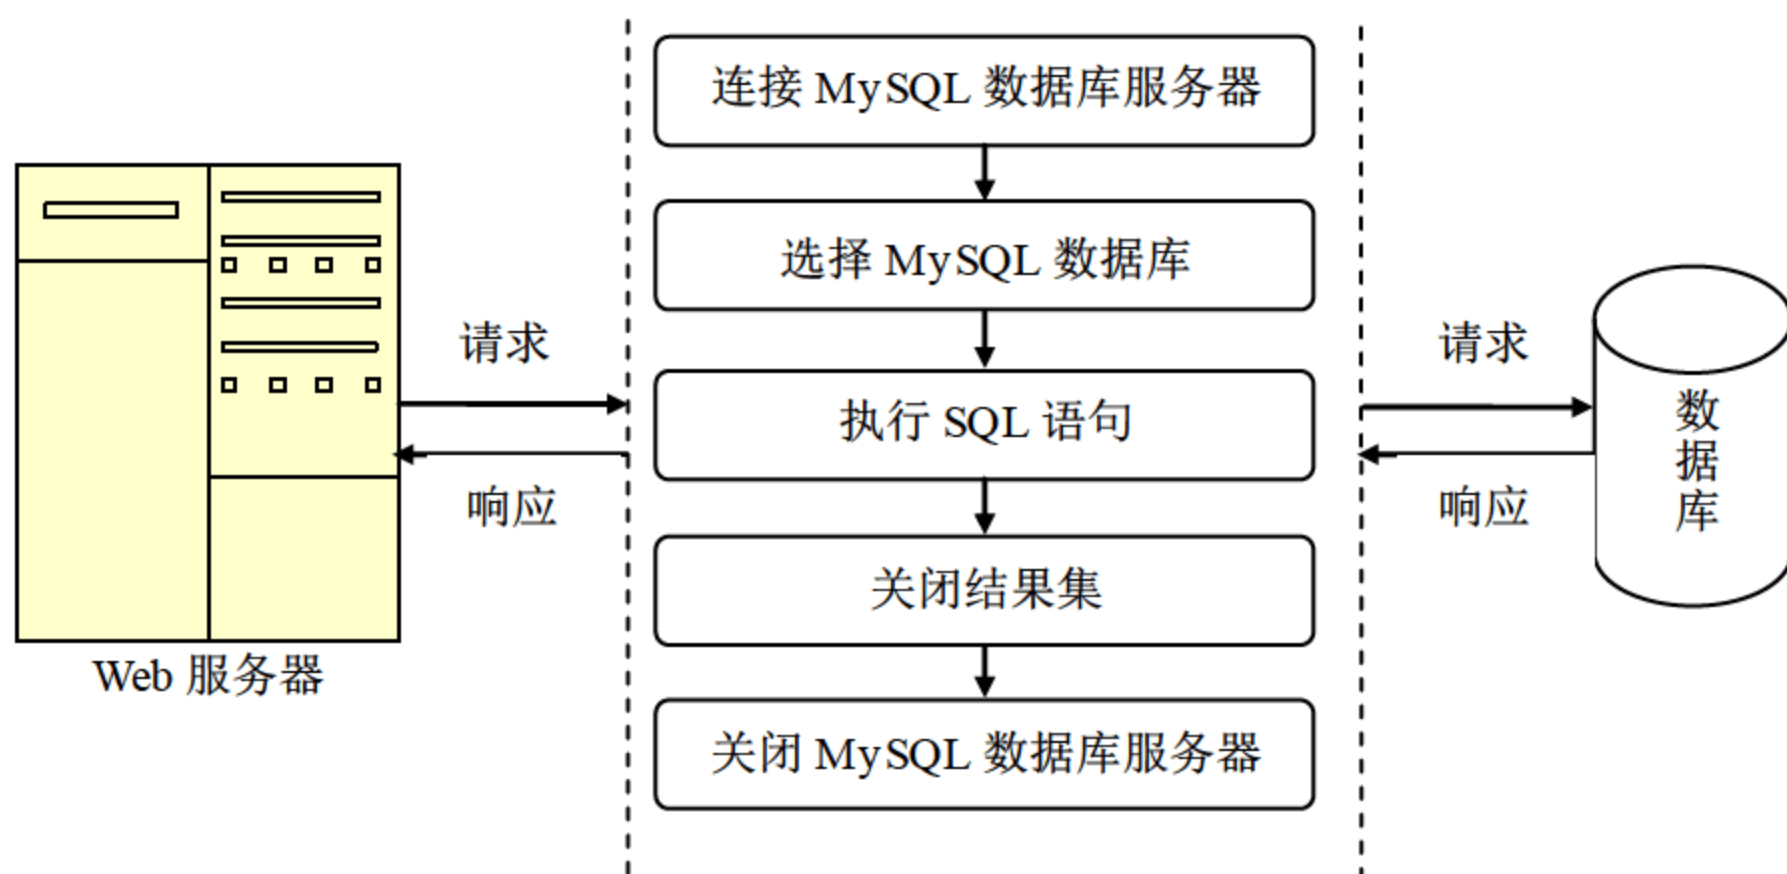 连接 MySQL 数据库服务器
选择 MySQL 数据库
请求
请求
执行 SQL 语句
数据库
响应
响应
关闭结果集
Web 服务器
关闭 MySQL 数据库服务器